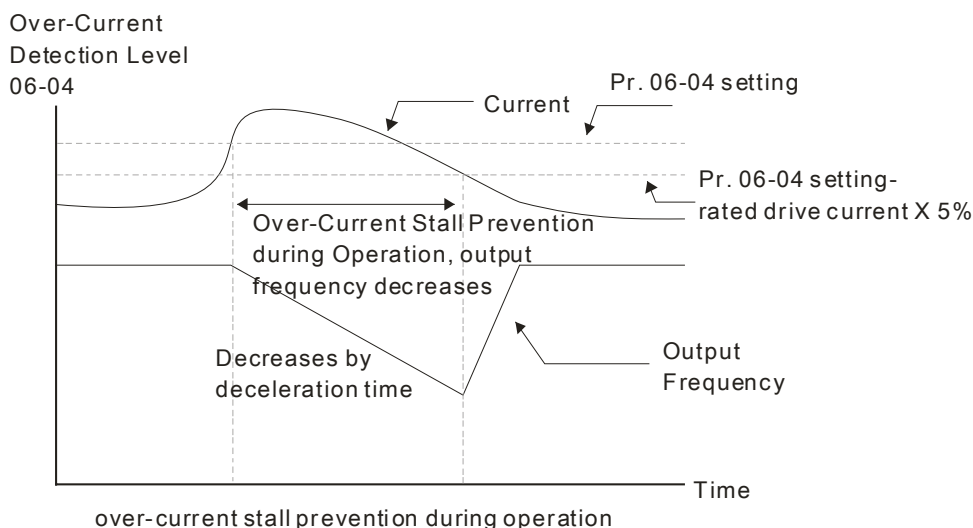 Over-Current
Detection Level
06-04
Pr. 06-04 setting
Current
Pr. 06-04 setting-
rated drive current X 5%
Over-Current Stall Prevention
during Operation, output
frequency decreases
Decreases by
deceleration time
Output
Frequency
Time
over-current stall prevention during operation